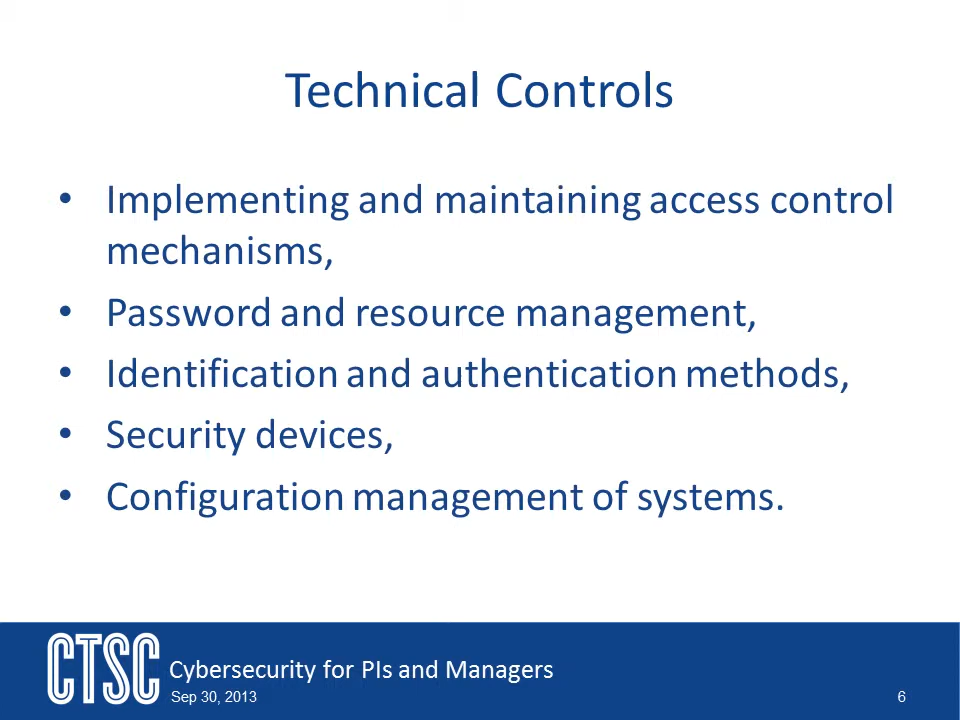 Technical Controls
• Implementing and maintaining access control
mechanisms,
• Password and resource management,
• Identification and authentication methods,
• Security devices,
• Configuration management of systems.
CTSC
Cybersecurity for PIs and Managers
Sep 30, 2013
6